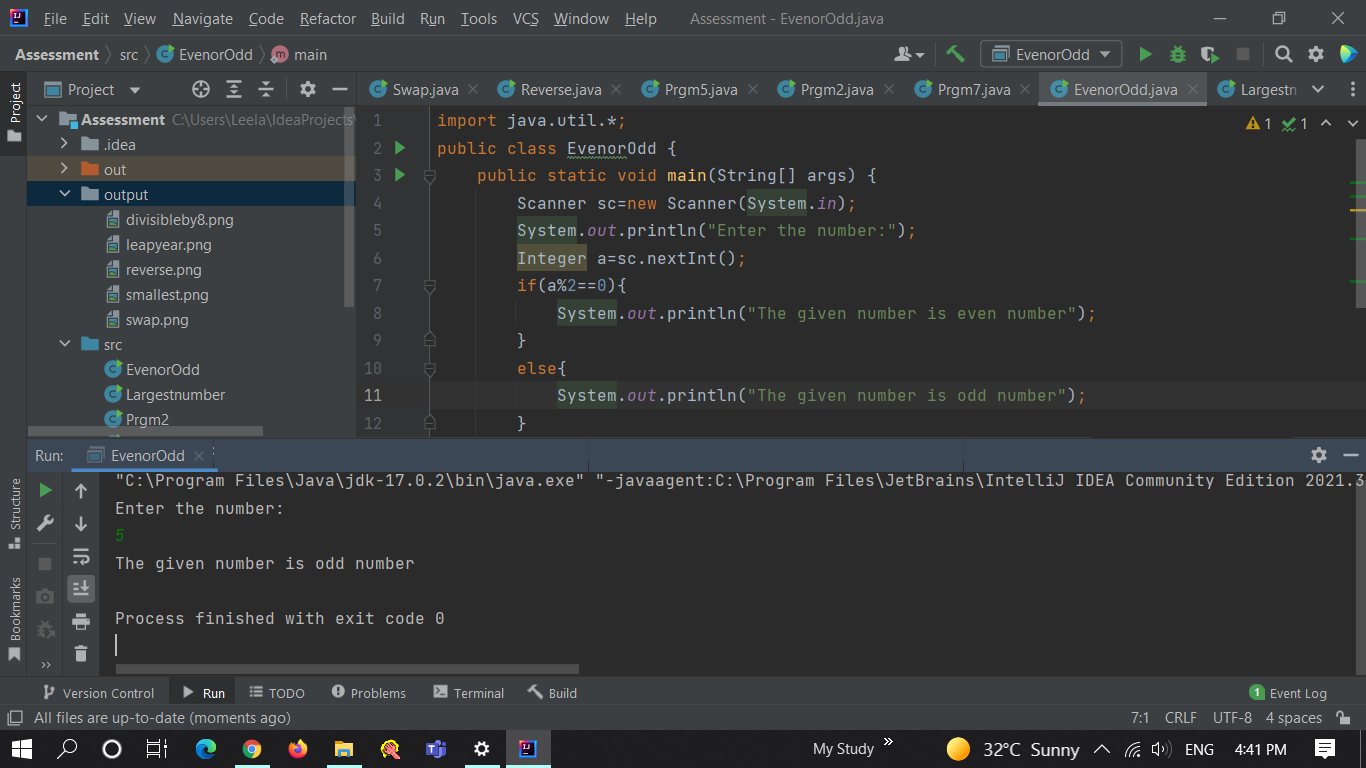 File Edit View Navigate Code Refactor Build Run Tools VCS Window Help Assessment - EvenorOdd.java
Assessment src EvenorOdd main EvenorOdd
Project
Project
Swap.java Reverse.java Prgm5.java Prgm2.java Prgm7.java EvenorOdd.java Largestn
Assessment C:\Users\Leela\IdeaProjects\
.idea
out
output
divisibleby8.png
leapyear.png
reverse.png
smallest.png
swap.png
src
EvenorOdd
Largestnumber
Prgm2
1 1
1 import java.util.*;
2 public class EvenorOdd {
3 public static void main(String[] args) {
4 Scanner sc=new Scanner(System.in);
5 System.out.println("Enter the number:");
6 Integer a=sc.nextInt();
7 if(a%2==0){
8 System.out.println("The given number is even number");
9 }
10 else{
11 System.out.println("The given number is odd number");
12 }
Run: EvenorOdd
"C:\Program Files\Java\jdk-17.0.2\bin\java.exe" "-javaagent:C:\Program Files\JetBrains\IntelliJ IDEA Community Edition 2021.3
Enter the number:
5
The given number is odd number
Process finished with exit code 0
Structure
Bookmarks
Version Control Run TODO Problems Terminal Build 1 Event Log
All files are up-to-date (moments ago) 7:1 CRLF UTF-8 4 spaces
My Study 32°C Sunny ENG 4:41 PM